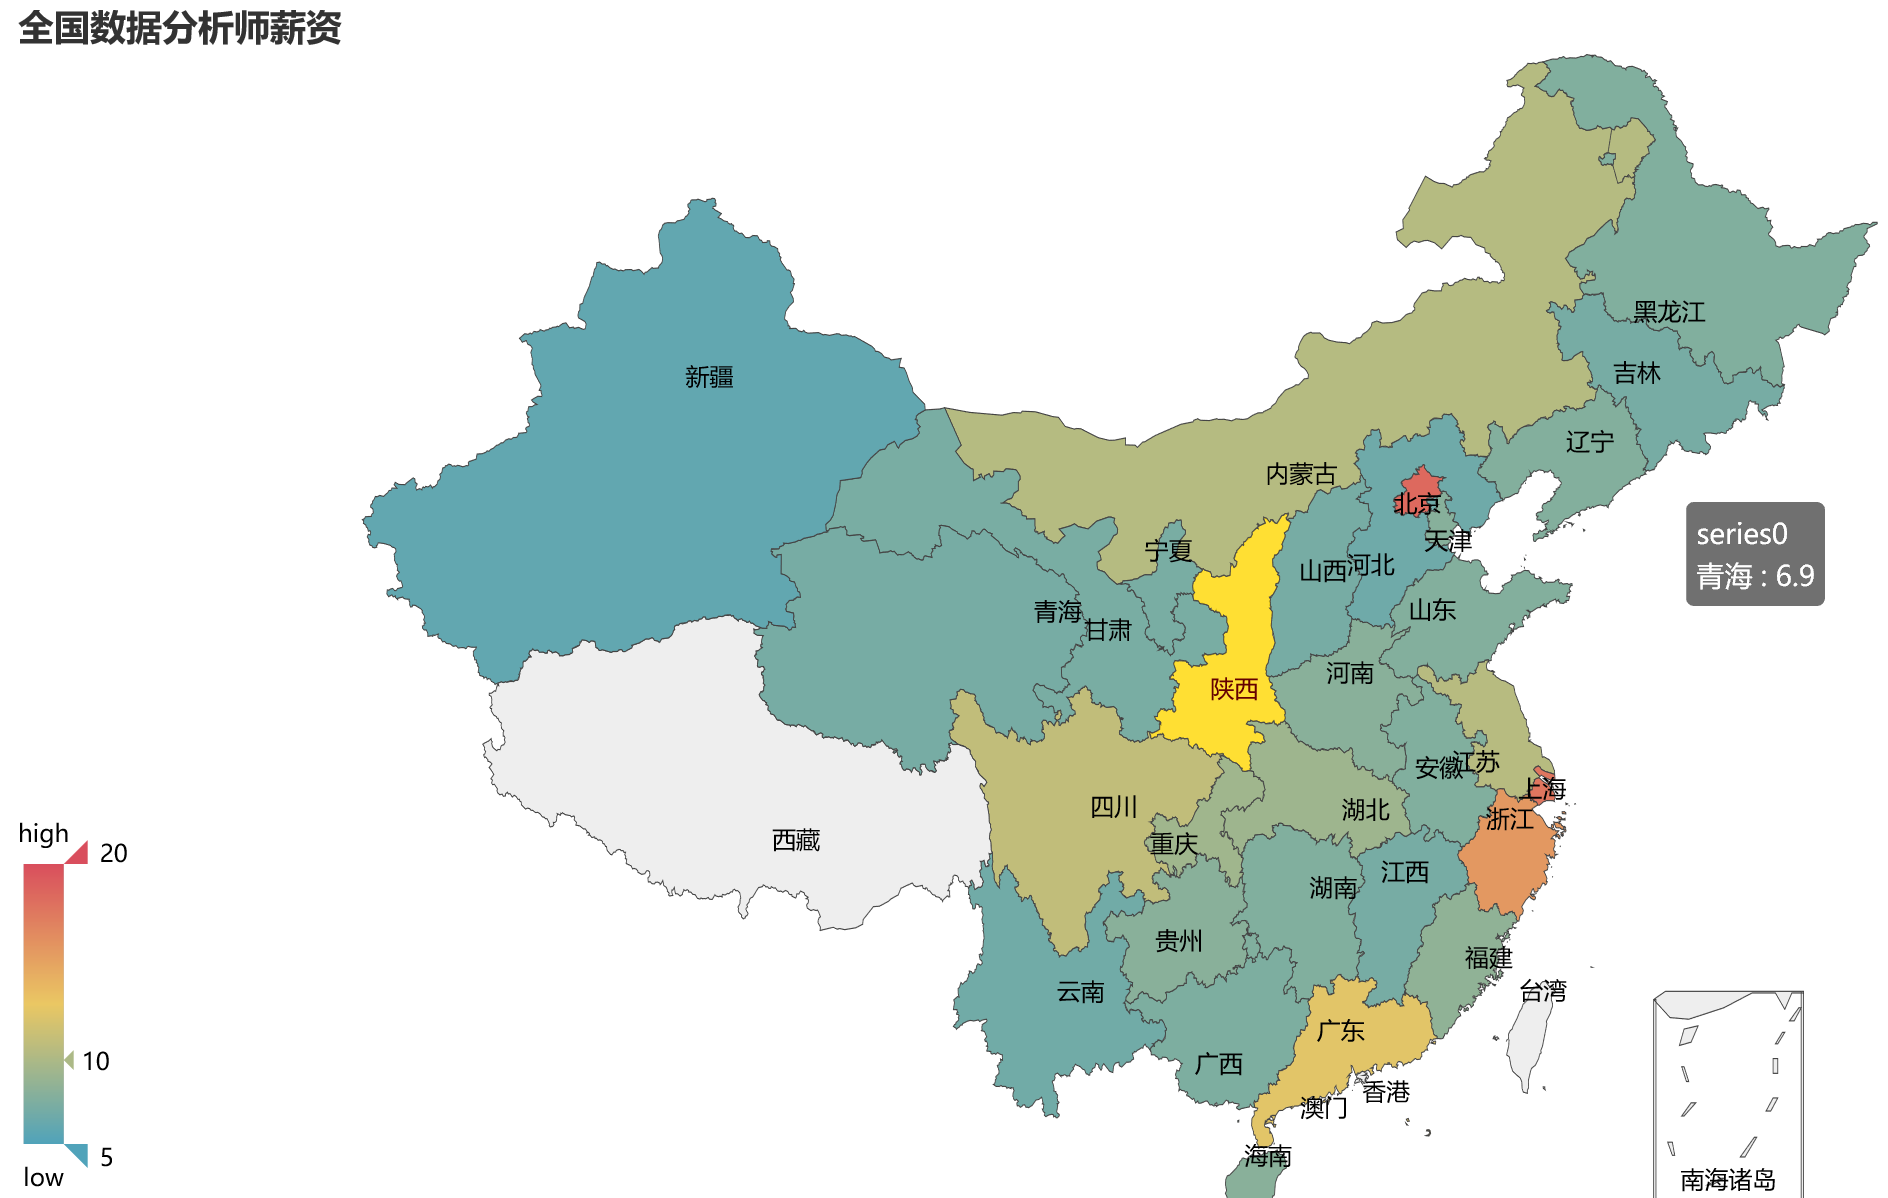 全国数据分析师薪资
黑龙江
吉林
新疆
辽宁
内蒙古
北京
series0
天津
宁夏
青海 : 6.9
山西
河北
山东
青海
甘肃
河南
陕西
江苏
安徽
上海
四川
湖北
浙江
high
西藏
重庆
20
江西
湖南
贵州
福建
云南
台湾
广东
10
广西
香港
澳门
海南
5
low
南海诸岛